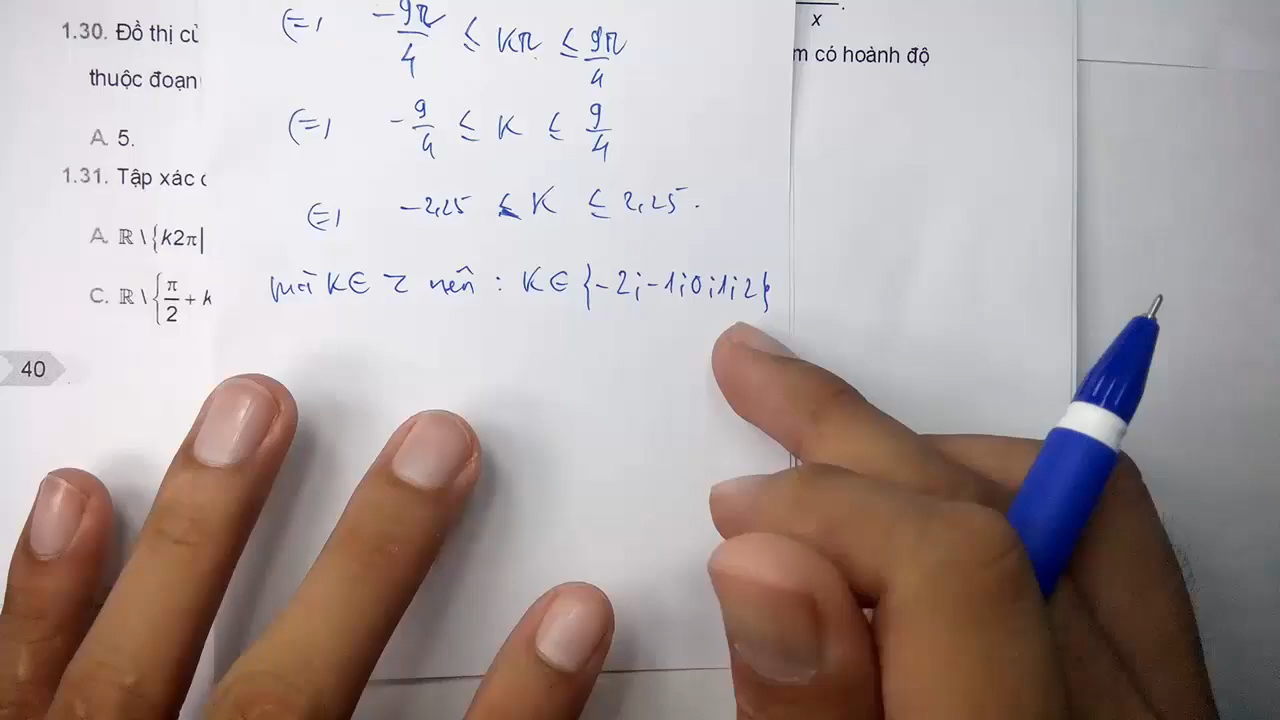 1.30. Đồ thị củ
thuộc đoạn
A. 5.
1.31. Tập xác
A. ℝ \ {k2π|
C. ℝ \ {π/2 + k
40
x.
m có hoành độ
(=) -9π/4 ≤ Kπ ≤ 9π/4
(=) -9/4 ≤ K ≤ 9/4
(=) -2,25 ≤ K ≤ 2,25.
mà K ∈ Z nên : K ∈ {-2;-1;0;1;2}